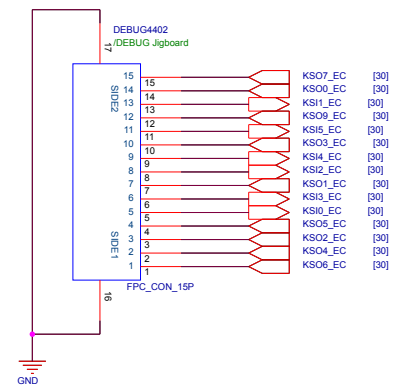 DEBUG4402
/DEBUG Jigboard
17
15 15 KSO7_EC [30]
14 14 KSO0_EC [30]
13 13 KSI1_EC [30]
12 12 KSO9_EC [30]
11 11 KSI5_EC [30]
10 10 KSO3_EC [30]
9 9 KSI4_EC [30]
8 8 KSI2_EC [30]
7 7 KSO1_EC [30]
6 6 KSI3_EC [30]
5 5 KSI0_EC [30]
4 4 KSO5_EC [30]
3 3 KSO2_EC [30]
2 2 KSO4_EC [30]
1 1 KSO6_EC [30]
SIDE2
SIDE1
16
FPC_CON_15P
GND